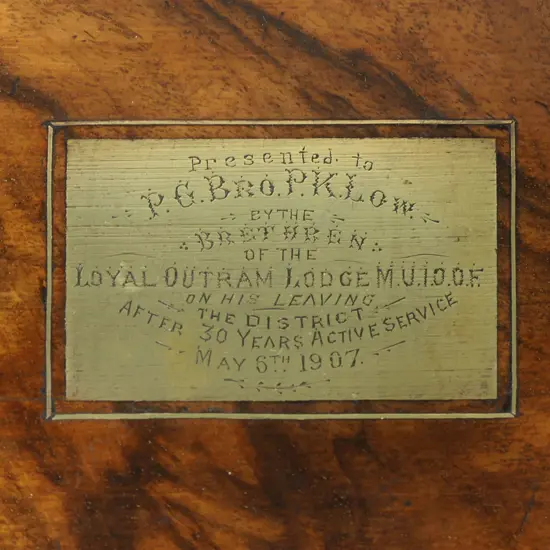 Presented to
P.G. BRO. P.K. LOW.
BY THE
BRETHREN
OF THE
LOYAL OUTRAM LODGE M.U.I.O.O.F.
ON HIS LEAVING
THE DISTRICT
AFTER 30 YEARS ACTIVE SERVICE
MAY 6TH 1907.